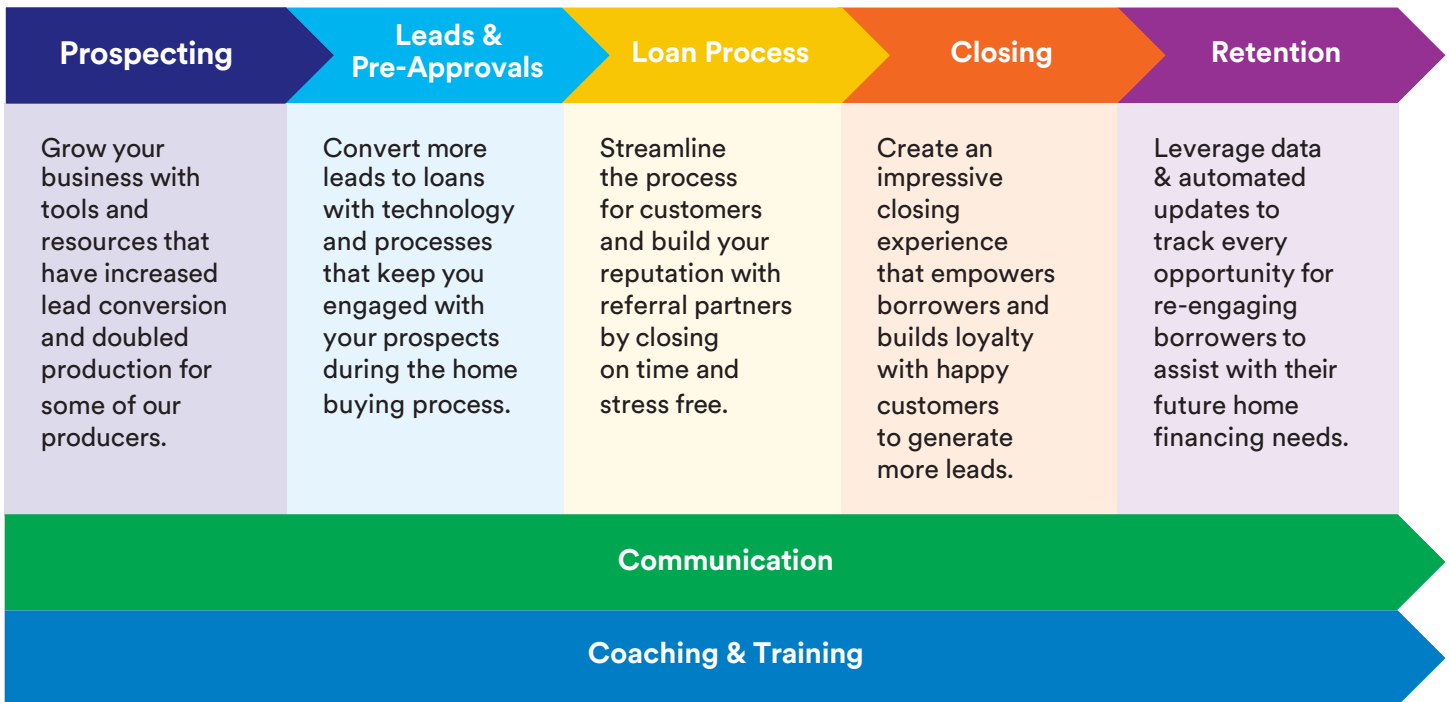 Prospecting
Leads &
Pre-Approvals
Loan Process
Closing
Retention
Grow your
business with
tools and
resources that
have increased
lead conversion
and doubled
production for
some of our
producers.
Convert more
leads to loans
with technology
and processes
that keep you
engaged with
your prospects
during the home
buying process.
Streamline
the process
for customers
and build your
reputation with
referral partners
by closing
on time and
stress free.
Create an
impressive
closing
experience
that empowers
borrowers and
builds loyalty
with happy
customers
to generate
more leads.
Leverage data
& automated
updates to
track every
opportunity for
re-engaging
borrowers to
assist with their
future home
financing needs.
Communication
Coaching & Training